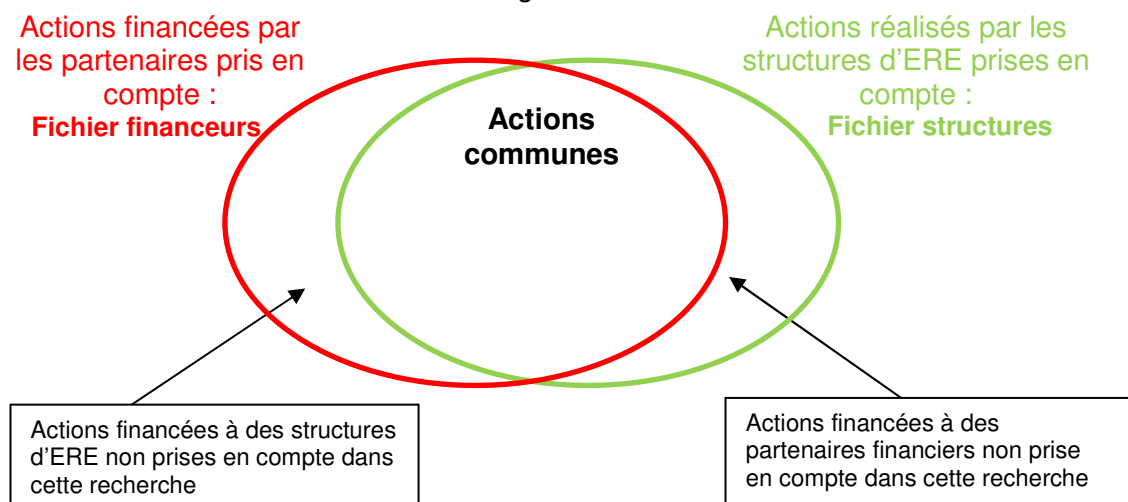 Actions financées par
les partenaires pris en
compte :
Fichier financeurs
Actions réalisés par les
structures d'ERE prises en
compte :
Fichier structures
Actions
communes
Actions financées à des structures
d'ERE non prises en compte dans
cette recherche
Actions financées à des
partenaires financiers non prise
en compte dans cette recherche